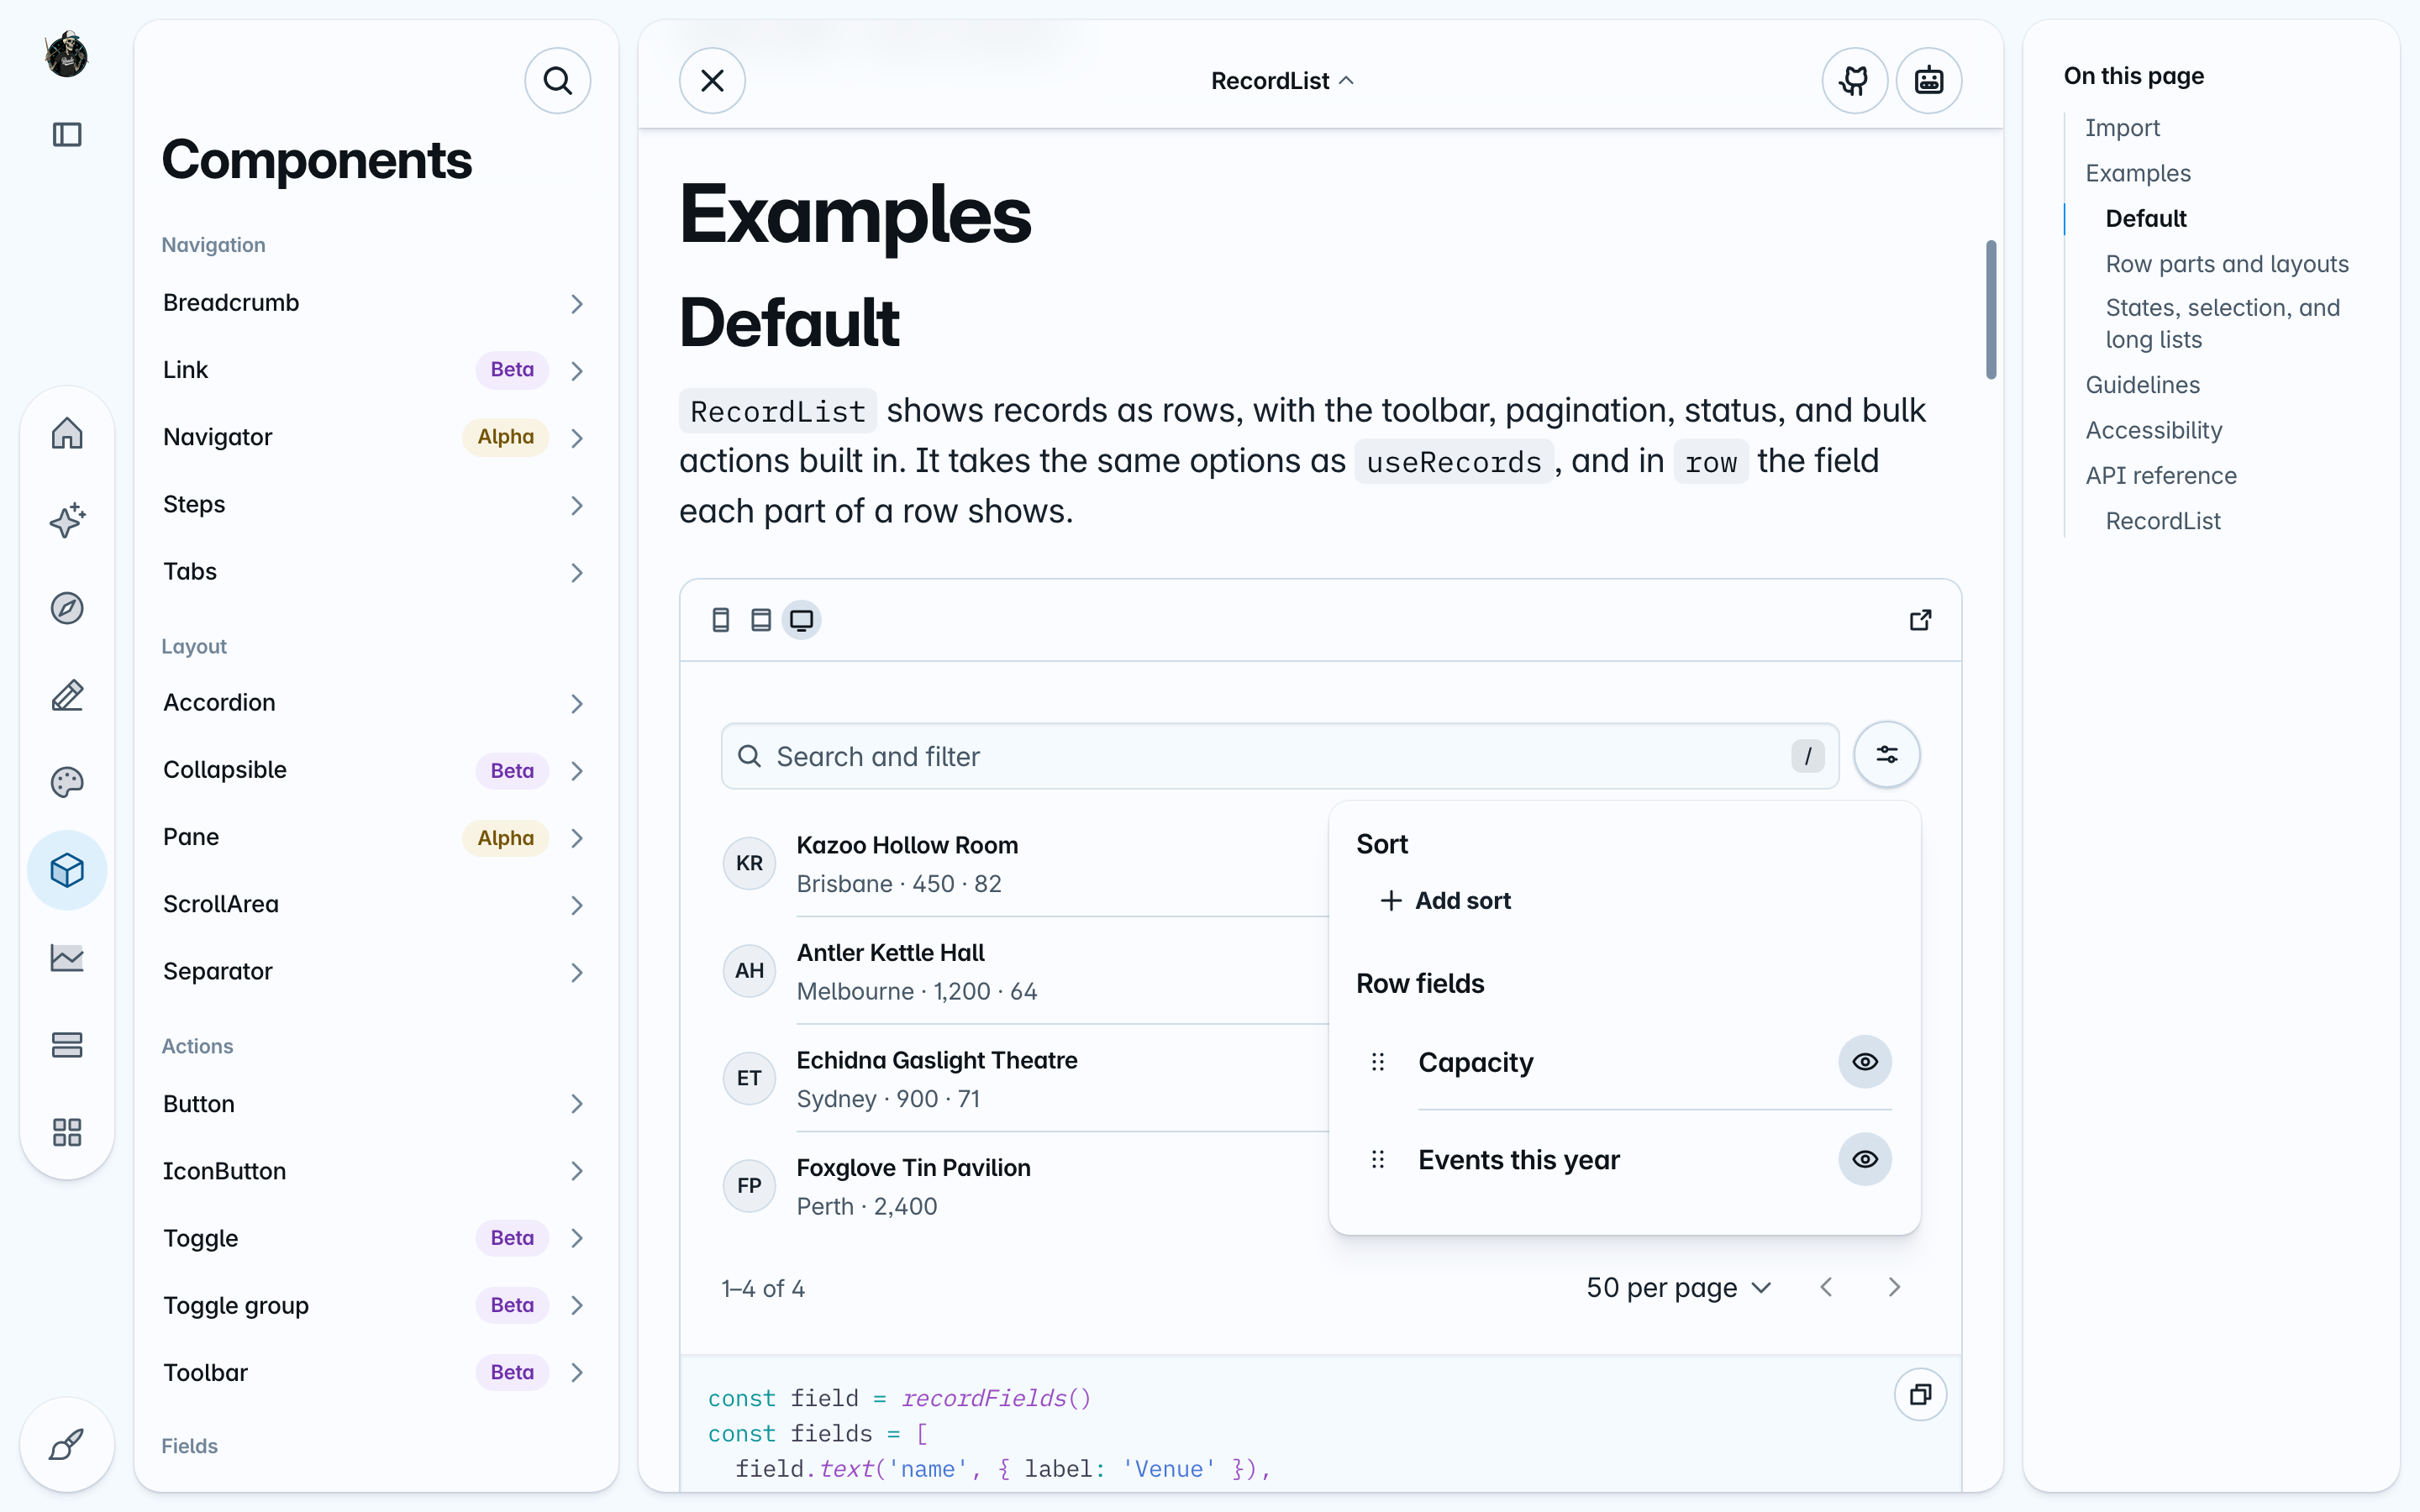 Components
Navigation
Breadcrumb
Link Beta
Navigator Alpha
Steps
Tabs
Layout
Accordion
Collapsible Beta
Pane Alpha
ScrollArea
Separator
Actions
Button
IconButton
Toggle Beta
Toggle group Beta
Toolbar Beta
Fields
RecordList
Examples
Default
RecordList shows records as rows, with the toolbar, pagination, status, and bulk
actions built in. It takes the same options as useRecords, and in row the field
each part of a row shows.
Search and filter /
KR Kazoo Hollow Room
Brisbane · 450 · 82
AH Antler Kettle Hall
Melbourne · 1,200 · 64
ET Echidna Gaslight Theatre
Sydney · 900 · 71
FP Foxglove Tin Pavilion
Perth · 2,400
Sort
Add sort
Row fields
Capacity
Events this year
1–4 of 4
50 per page
const field = recordFields()
const fields = [
field.text('name', { label: 'Venue' }),
On this page
Import
Examples
Default
Row parts and layouts
States, selection, and
long lists
Guidelines
Accessibility
API reference
RecordList